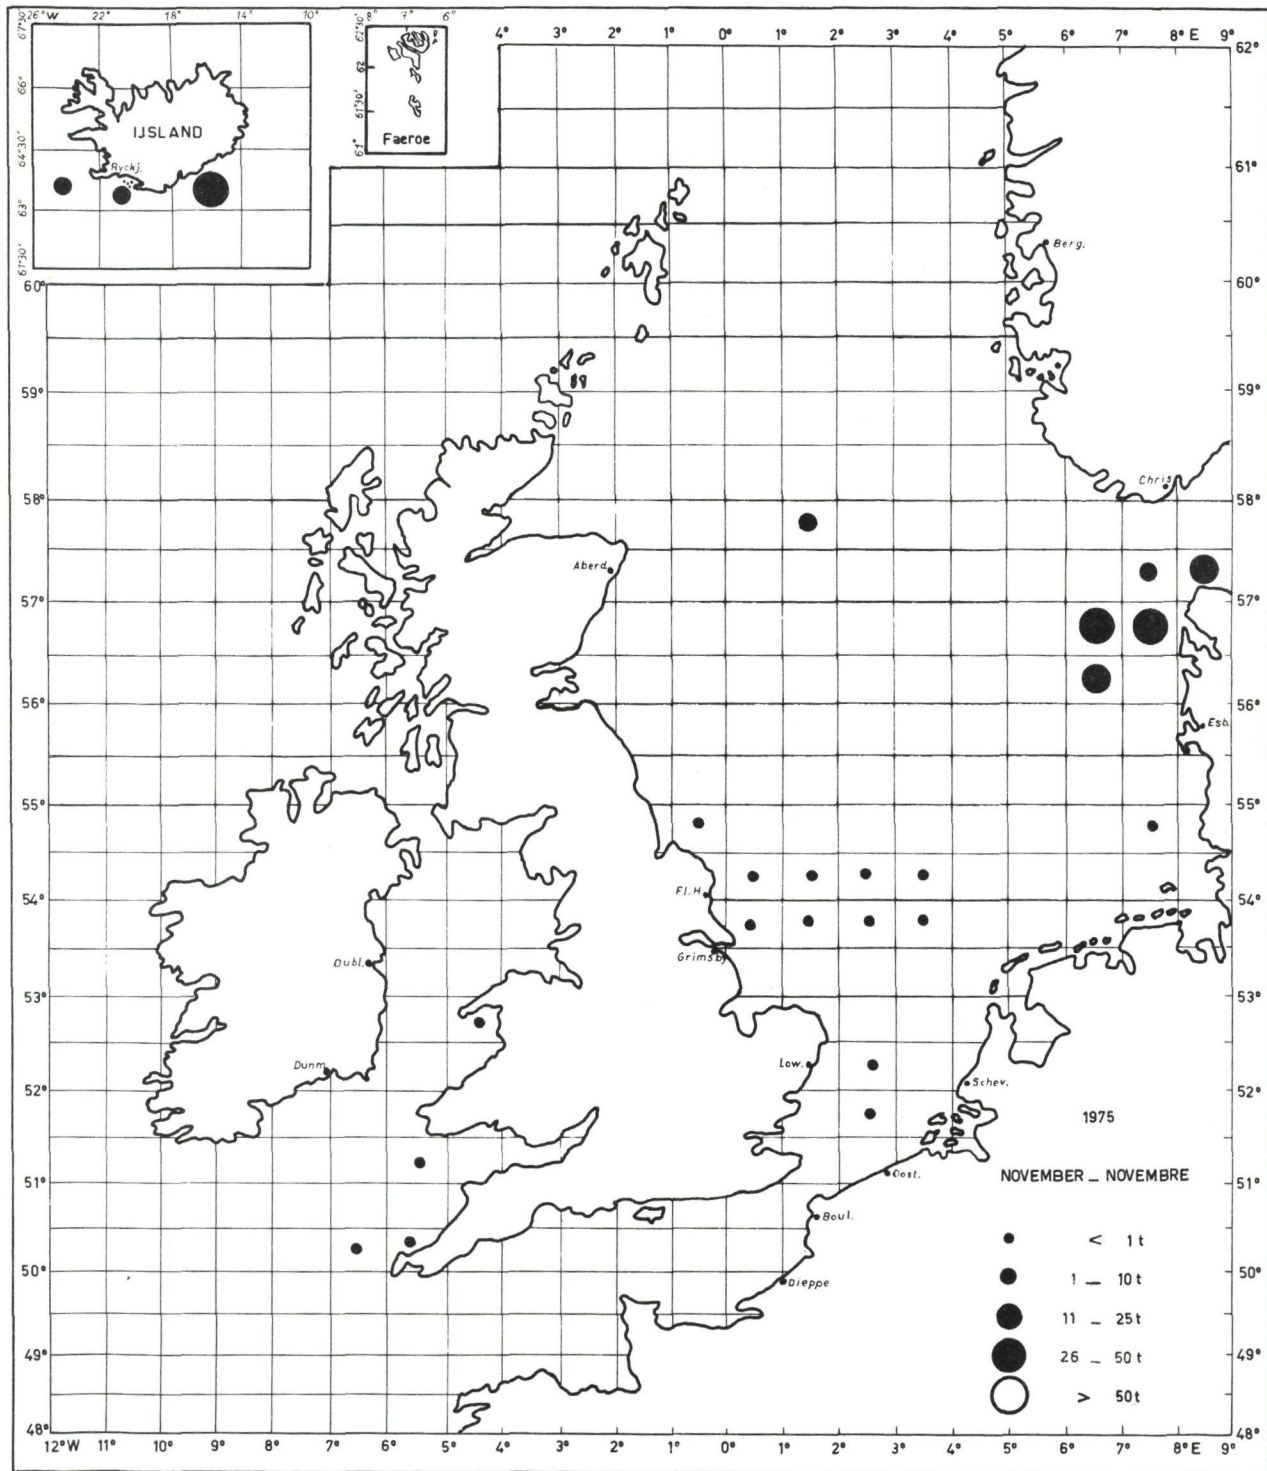 26° W 22° 18° 14° 10°
67°30' 66° 64°30' 63° 61°30'
IJSLAND
Ryckj.
8° 7° 6°
62°30' 62° 61°30' 61°
Faeroe
4° 3° 2° 1° 0° 1° 2° 3° 4° 5° 6° 7° 8° E 9°
62°
61°
60° 60°
59° 59°
58° 58°
57° 57°
56° 56°
55° 55°
54° 54°
53° 53°
52° 52°
51° 51°
50° 50°
49° 49°
48° 48°
Berg.
Chris
Aberd.
Esb.
Fl. H.
Grimsby
Dubl.
Dunm.
Low.
Schev.
Oost.
Boul.
Dieppe
1975
NOVEMBER _ NOVEMBRE
< 1 t
1 _ 10 t
11 _ 25 t
26 _ 50 t
> 50 t
12° W 11° 10° 9° 8° 7° 6° 5° 4° 3° 2° 1° 0° 1° 2° 3° 4° 5° 6° 7° 8° E 9°